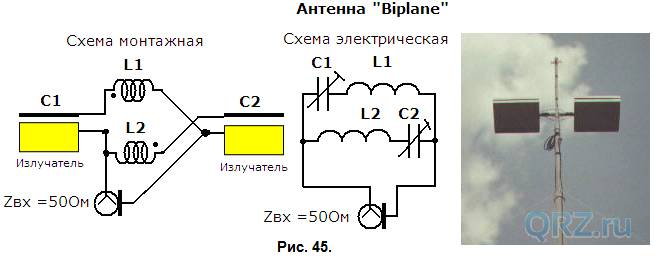 Антенна "Biplane"
Схема монтажная
L1
C1
C2
L2
Излучатель
Излучатель
Zвх =50Ом
Схема электрическая
C1
L1
L2
C2
Zвх =50Ом
QRZ.ru
Рис. 45.